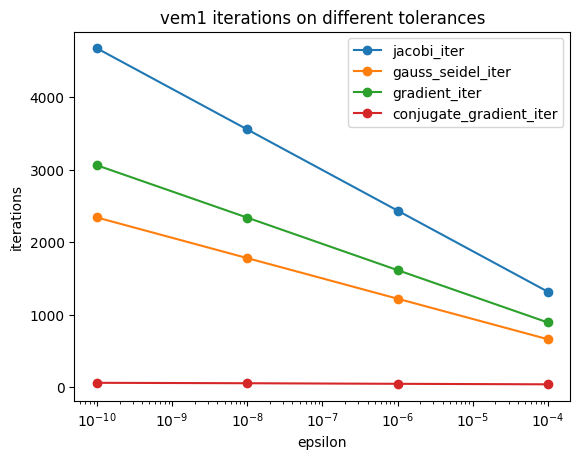 vem1 iterations on different tolerances
jacobi_iter
gauss_seidel_iter
gradient_iter
conjugate_gradient_iter
iterations
4000
3000
2000
1000
0
10⁻¹⁰
10⁻⁹
10⁻⁸
10⁻⁷
10⁻⁶
10⁻⁵
10⁻⁴
epsilon